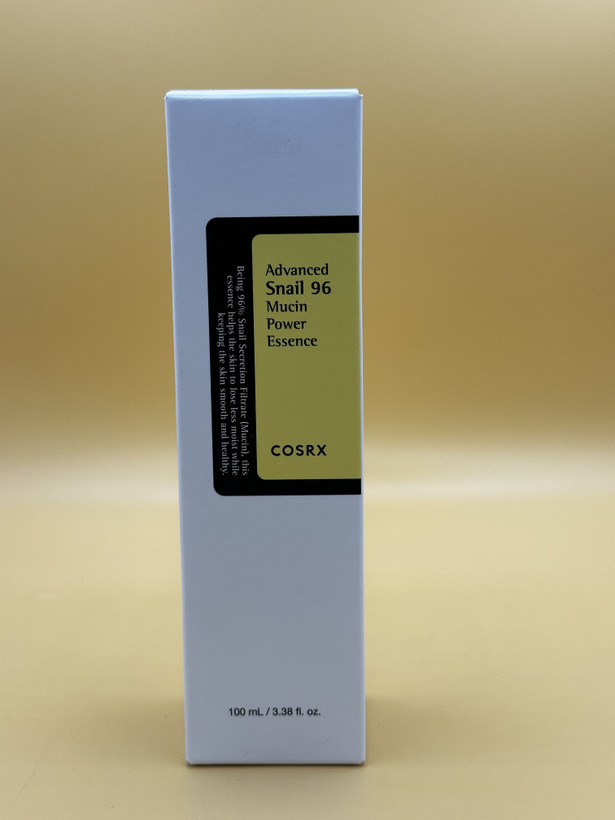 Advanced
Snail 96
Mucin
Power
Essence
COSRX
Being 96% Snail Secretion Filtrate (Mucin), this
essence helps the skin to lose less moist while
keeping the skin smooth and healthy.
100 mL / 3.38 fl. oz.